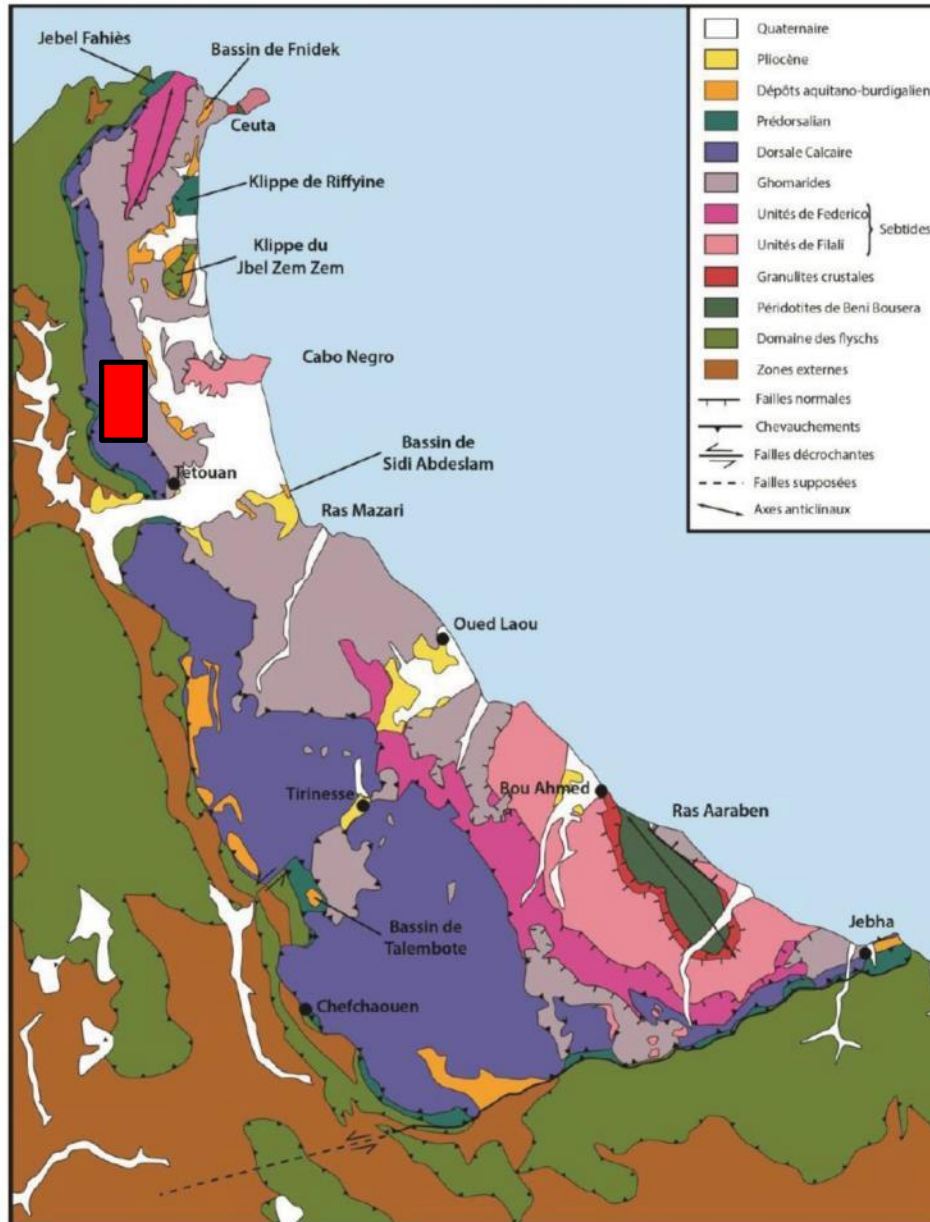 Jebel Fahiès
Bassin de Fnidek
Ceuta
Klippe de Riffyine
Klippe du
Jbel Zem Zem
Cabo Negro
Bassin de
Sidi Abdeslam
Tetouan
Ras Mazari
Oued Laou
Tirinesse
Bou Ahmed
Ras Aaraben
Bassin de
Talembote
Jebha
Chefchaouen
Quaternaire
Pliocène
Dépôts aquitano-burdigalien
Prédorsalian
Dorsale Calcaire
Ghomarides
Unités de Federico
Sebtides
Unités de Filali
Granulites crustales
Péridotites de Beni Bousera
Domaine des flyschs
Zones externes
Failles normales
Chevauchements
Failles décrochantes
Failles supposées
Axes anticlinaux